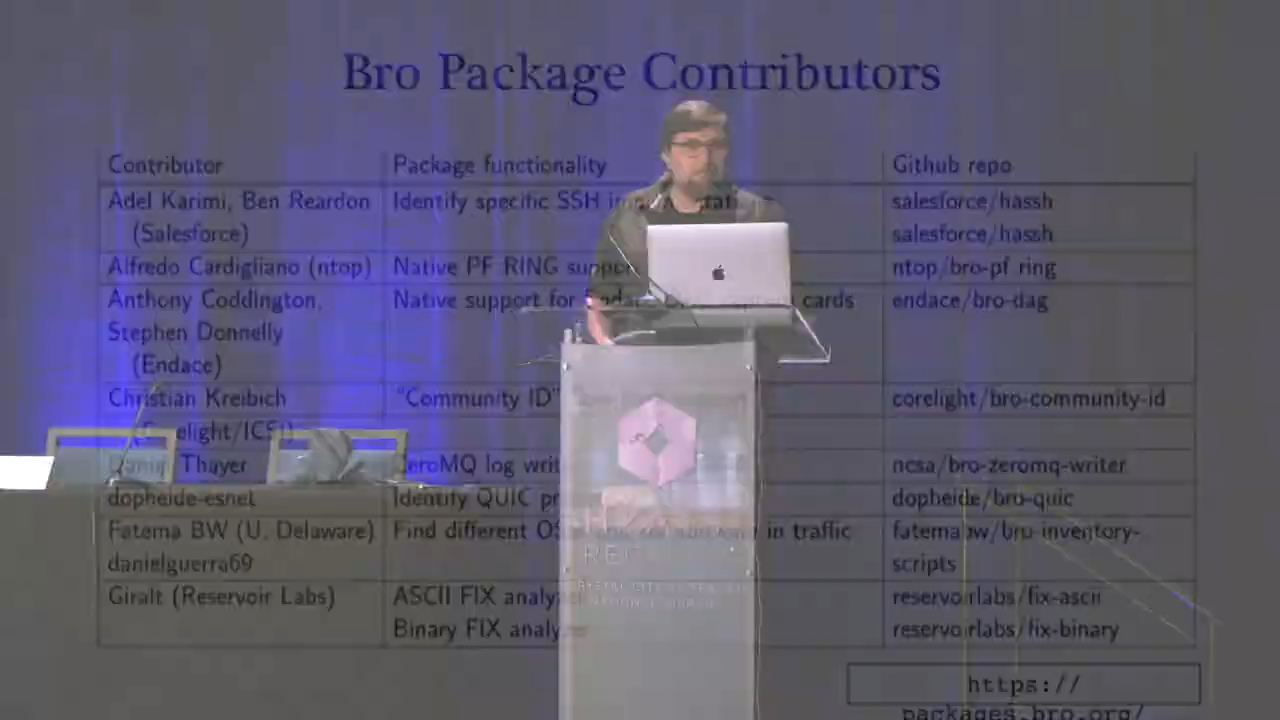 Bro Package Contributors
Contributor Package functionality Github repo
Adel Karimi, Ben Reardon Identify specific SSH salesforce/hassh
(Salesforce) salesforce/hassh
Alfredo Cardigliano (ntop) Native PF RING ntop/bro-pf ring
Anthony Coddington, Native support for cards endace/bro-dag
Stephen Donnelly
(Endace)
Christian Kreibich "Community ID" corelight/bro-community-id
Thayer log ncsa/bro-zeromq-writer
dopheide-esnet Identify QUIC dopheide/bro-quic
Fatema BW (U. Delaware) Find different in traffic fatemabw/bro-inventory-
danielguerra69 scripts
Giralt (Reservoir Labs) ASCII FIX reservoirlabs/fix-ascii
Binary FIX reservoirlabs/fix-binary
https://
packages.bro.org/